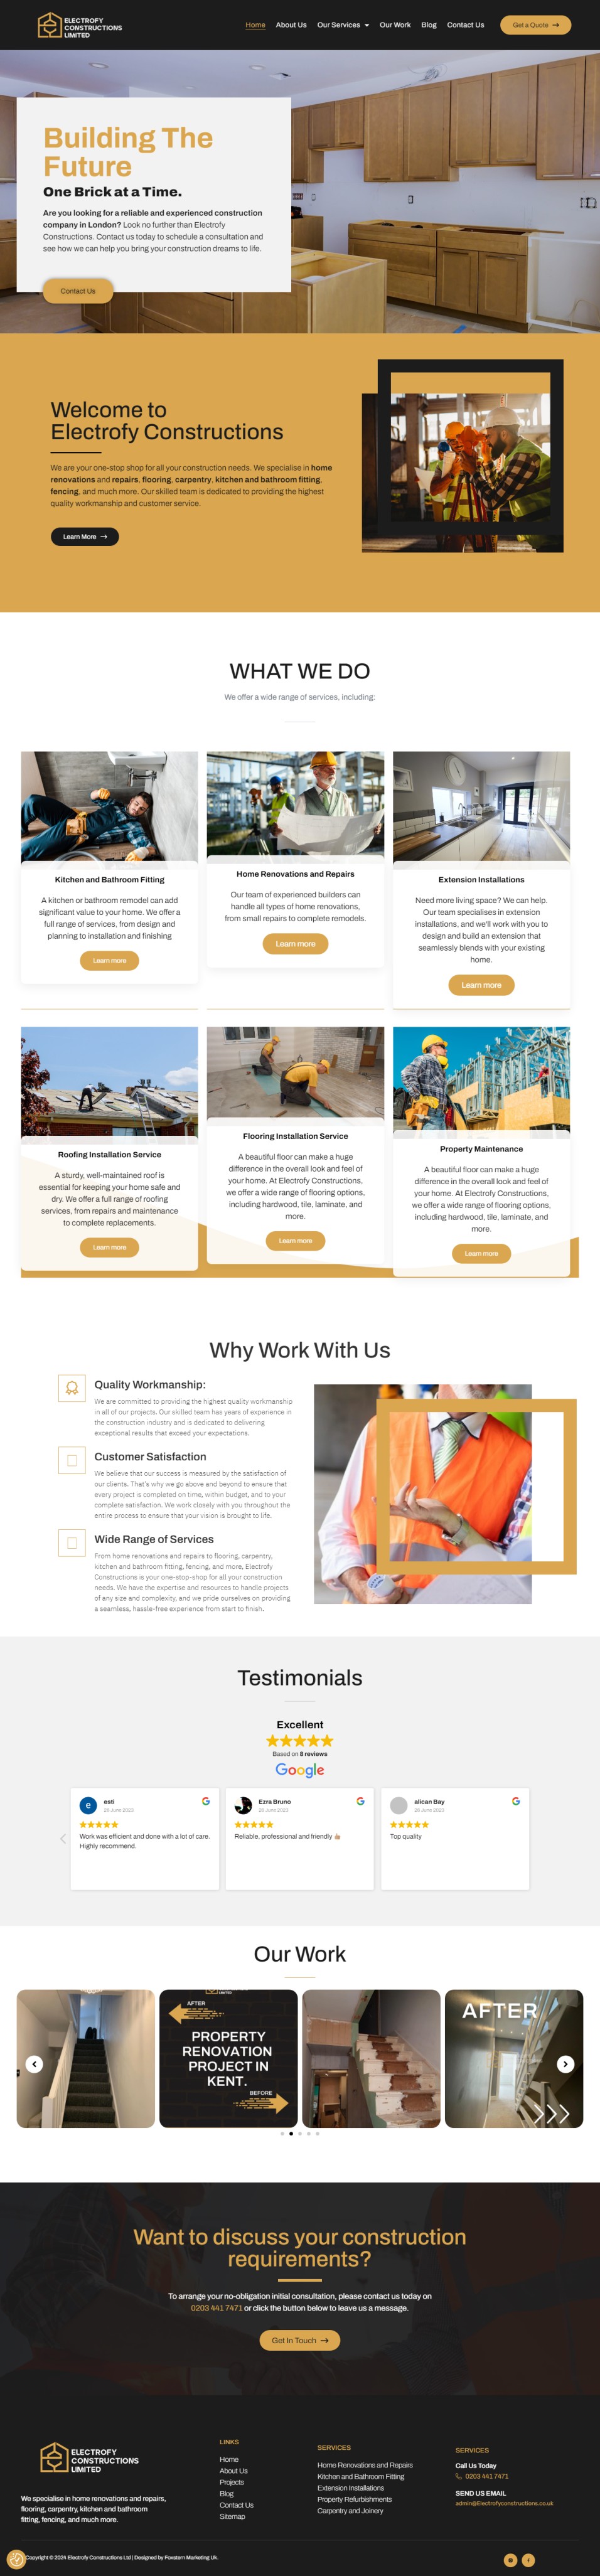 ELECTROFY
CONSTRUCTIONS
LIMITED
Home
About Us
Our Services
Our Work
Blog
Contact Us
Get a Quote
Building The
Future
One Brick at a Time.
Are you looking for a reliable and experienced construction
company in London? Look no further than Electrofy
Constructions. Contact us today to schedule a consultation and
see how we can help you bring your construction dreams to life.
Contact Us
Welcome to
Electrofy Constructions
We are your one-stop shop for all your construction needs. We specialise in home
renovations and repairs, flooring, carpentry, kitchen and bathroom fitting,
fencing, and much more. Our skilled team is dedicated to providing the highest
quality workmanship and customer service.
Learn More
WHAT WE DO
We offer a wide range of services, including:
Kitchen and Bathroom Fitting
A kitchen or bathroom remodel can add
significant value to your home. We offer a
full range of services, from design and
planning to installation and finishing
Learn more
Home Renovations and Repairs
Our team of experienced builders can
handle all types of home renovations,
from small repairs to complete remodels.
Learn more
Extension Installations
Need more living space? We can help.
Our team specialises in extension
installations, and we'll work with you to
design and build an extension that
seamlessly blends with your existing
home.
Learn more
Roofing Installation Service
A sturdy, well-maintained roof is
essential for keeping your home safe and
dry. We offer a full range of roofing
services, from repairs and maintenance
to complete replacements.
Learn more
Flooring Installation Service
A beautiful floor can make a huge
difference in the overall look and feel of
your home. At Electrofy Constructions,
we offer a wide range of flooring options,
including hardwood, tile, laminate, and
more.
Learn more
Property Maintenance
A beautiful floor can make a huge
difference in the overall look and feel of
your home. At Electrofy Constructions,
we offer a wide range of flooring options,
including hardwood, tile, laminate, and
more.
Learn more
Why Work With Us
Quality Workmanship:
We are committed to providing the highest quality workmanship
in all of our projects. Our skilled team has years of experience in
the construction industry and is dedicated to delivering
exceptional results that exceed your expectations.
Customer Satisfaction
We believe that our success is measured by the satisfaction of
our clients. That's why we go above and beyond to ensure that
every project is completed on time, within budget, and to your
complete satisfaction. We work closely with you throughout the
entire process to ensure that your vision is brought to life.
Wide Range of Services
From home renovations and repairs to flooring, carpentry,
kitchen and bathroom fitting, fencing, and more, Electrofy
Constructions is your one-stop-shop for all your construction
needs. We have the expertise and resources to handle projects
of any size and complexity, and we pride ourselves on providing
a seamless, hassle-free experience from start to finish.
Testimonials
Excellent
Based on 8 reviews
Google
e
esti
28 June 2023
Work was efficient and done with a lot of care.
Highly recommend.
Ezra Bruno
28 June 2023
Reliable, professional and friendly 👍🏼
alican Bay
28 June 2023
Top quality
Our Work
LIMITED
AFTER
PROPERTY
RENOVATION
PROJECT IN
KENT.
BEFORE
AFTER
Want to discuss your construction
requirements?
To arrange your no-obligation initial consultation, please contact us today on
0203 441 7471 or click the button below to leave us a message.
Get In Touch
ELECTROFY
CONSTRUCTIONS
LIMITED
We specialise in home renovations and repairs,
flooring, carpentry, kitchen and bathroom
fitting, fencing, and much more.
LINKS
Home
About Us
Projects
Blog
Contact Us
Sitemap
SERVICES
Home Renovations and Repairs
Kitchen and Bathroom Fitting
Extension Installations
Property Refurbishments
Carpentry and Joinery
SERVICES
Call Us Today
0203 441 7471
SEND US EMAIL
admin@Electrofyconstructions.co.uk
Copyright © 2024 Electrofy Constructions Ltd | Designed by Foxstern Marketing Uk.